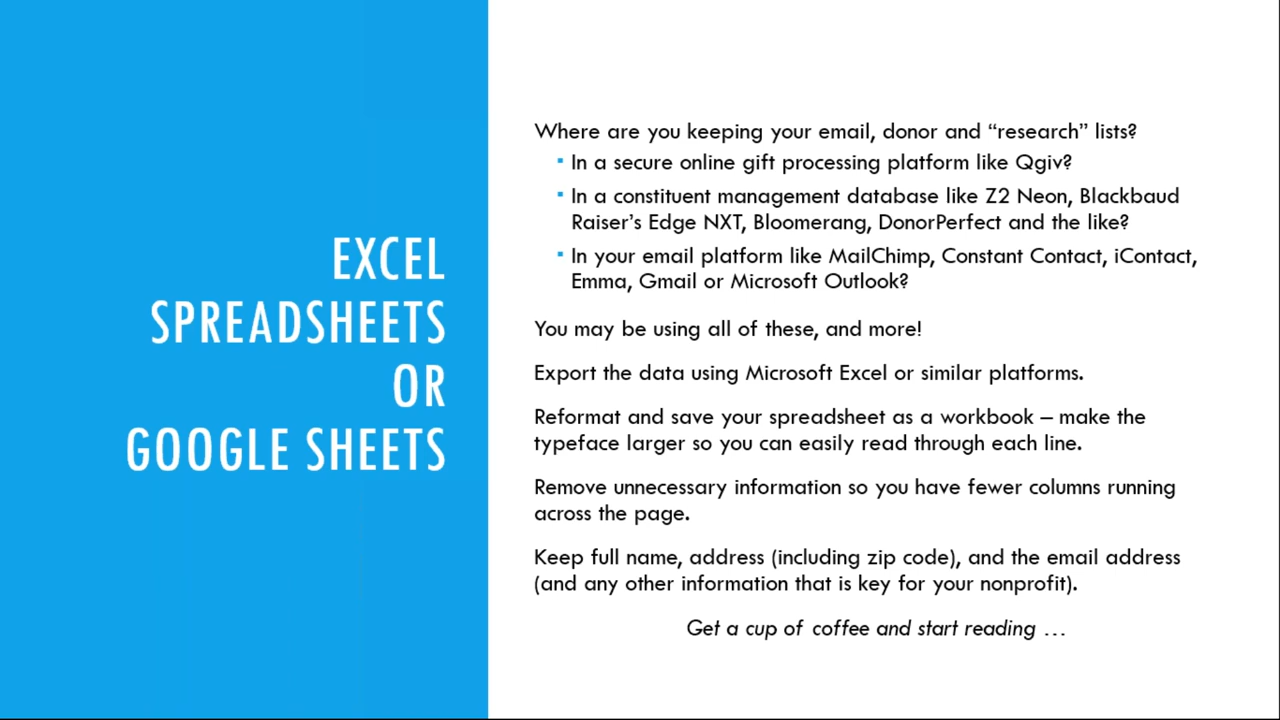 EXCEL
SPREADSHEETS
OR
GOOGLE SHEETS
Where are you keeping your email, donor and “research” lists?
▪ In a secure online gift processing platform like Qgiv?
▪ In a constituent management database like Z2 Neon, Blackbaud
Raiser’s Edge NXT, Bloomerang, DonorPerfect and the like?
▪ In your email platform like MailChimp, Constant Contact, iContact,
Emma, Gmail or Microsoft Outlook?
You may be using all of these, and more!
Export the data using Microsoft Excel or similar platforms.
Reformat and save your spreadsheet as a workbook – make the
typeface larger so you can easily read through each line.
Remove unnecessary information so you have fewer columns running
across the page.
Keep full name, address (including zip code), and the email address
(and any other information that is key for your nonprofit).
Get a cup of coffee and start reading …